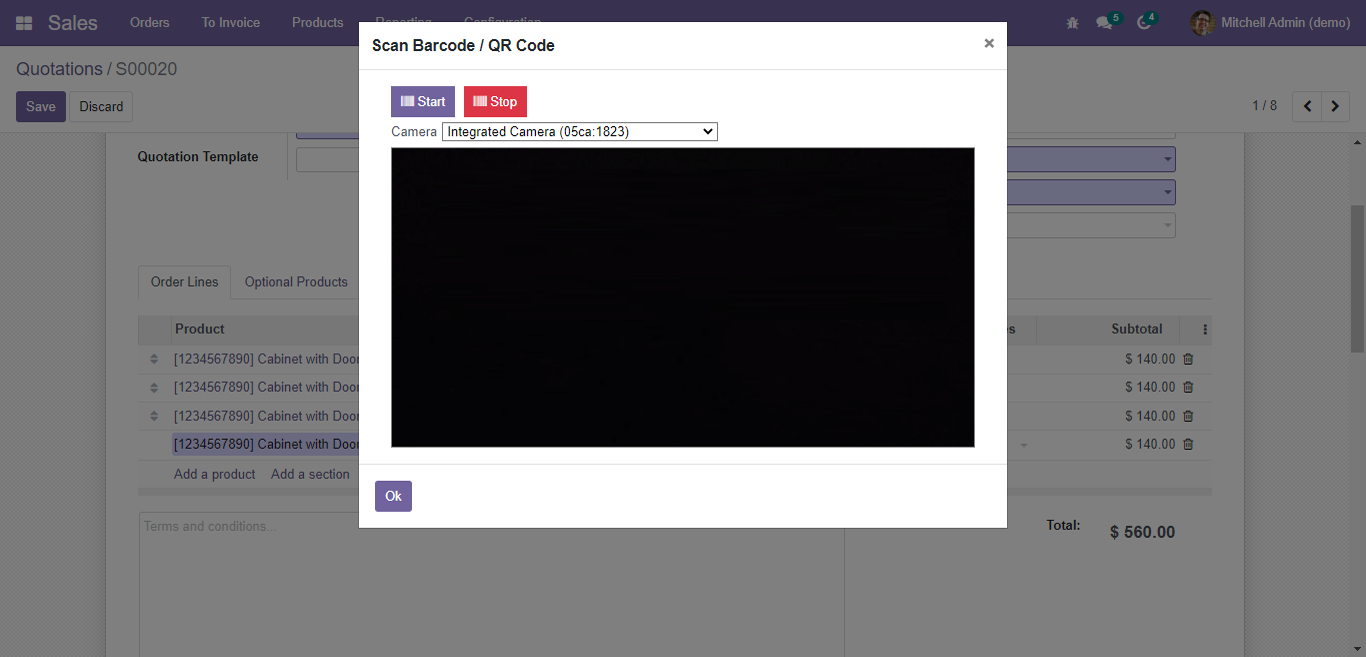 Sales Orders To Invoice Products Reporting Configuration 5 4 Mitchell Admin (demo)
Scan Barcode / QR Code ×
Quotations / S00020
Save Discard 1 / 8
Start Stop
Camera Integrated Camera (05ca:1823)
Quotation Template
Order Lines Optional Products
Product Subtotal
[1234567890] Cabinet with Door $ 140.00
[1234567890] Cabinet with Door $ 140.00
[1234567890] Cabinet with Door $ 140.00
[1234567890] Cabinet with Door $ 140.00
Add a product Add a section
Ok
Terms and conditions...
Total: $ 560.00